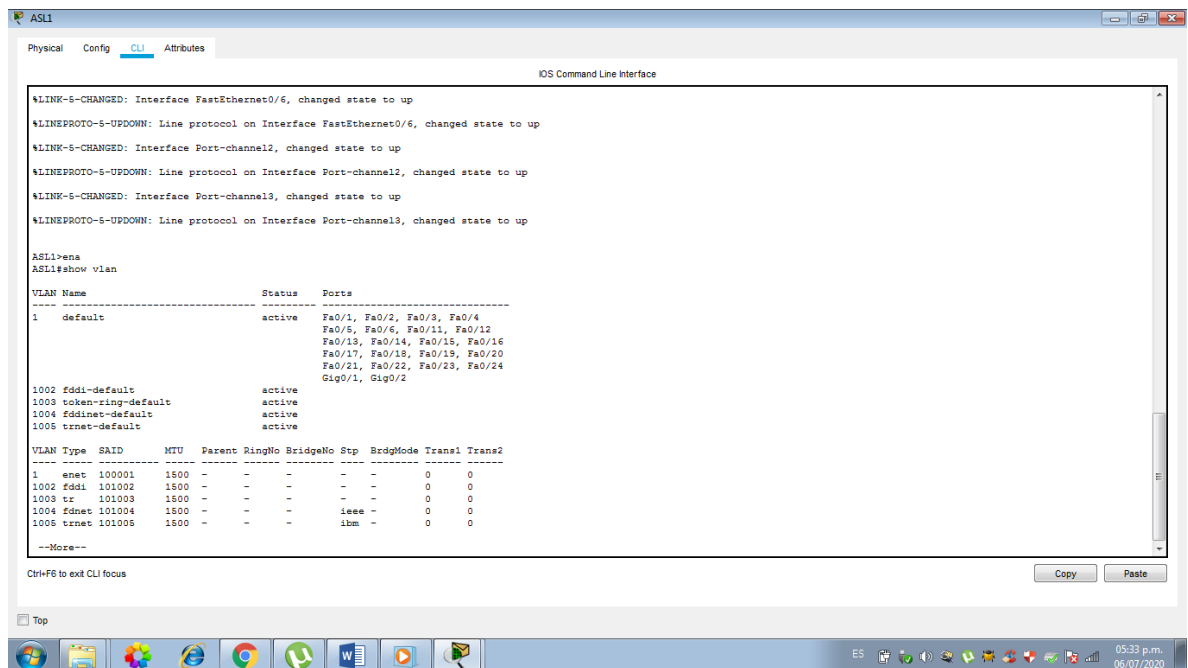 ASL1
Physical Config CLI Attributes
IOS Command Line Interface
%LINK-5-CHANGED: Interface FastEthernet0/6, changed state to up
%LINEPROTO-5-UPDOWN: Line protocol on Interface FastEthernet0/6, changed state to up
%LINK-5-CHANGED: Interface Port-channel2, changed state to up
%LINEPROTO-5-UPDOWN: Line protocol on Interface Port-channel2, changed state to up
%LINK-5-CHANGED: Interface Port-channel3, changed state to up
%LINEPROTO-5-UPDOWN: Line protocol on Interface Port-channel3, changed state to up
ASL1>ena
ASL1#show vlan
VLAN Name Status Ports
---- -------------------------------- --------- -------------------------------
1 default active Fa0/1, Fa0/2, Fa0/3, Fa0/4
Fa0/5, Fa0/6, Fa0/11, Fa0/12
Fa0/13, Fa0/14, Fa0/15, Fa0/16
Fa0/17, Fa0/18, Fa0/19, Fa0/20
Fa0/21, Fa0/22, Fa0/23, Fa0/24
Gig0/1, Gig0/2
1002 fddi-default active
1003 token-ring-default active
1004 fddinet-default active
1005 trnet-default active
VLAN Type SAID MTU Parent RingNo BridgeNo Stp BrdgMode Trans1 Trans2
---- ----- ---------- ----- ------ ------ -------- ---- -------- ------ ------
1 enet 100001 1500 - - - - - 0 0
1002 fddi 101002 1500 - - - - - 0 0
1003 tr 101003 1500 - - - - - 0 0
1004 fdnet 101004 1500 - - - ieee - 0 0
1005 trnet 101005 1500 - - - ibm - 0 0
--More--
Ctrl+F6 to exit CLI focus
Copy Paste
Top
ES
05:33 p.m.
06/07/2020